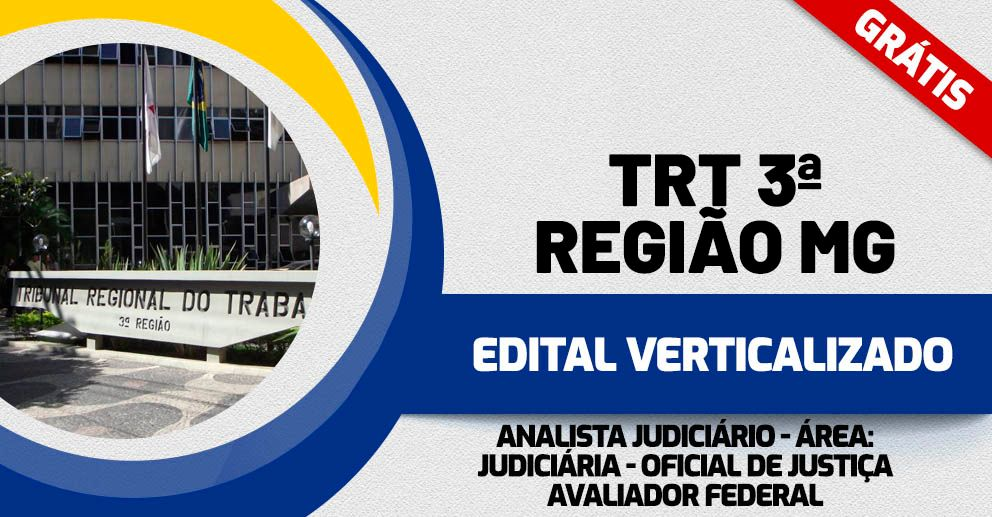 GRÁTIS
TRT 3ª
REGIÃO MG
TRIBUNAL REGIONAL DO TRABA
3ª REGIÃO
EDITAL VERTICALIZADO
ANALISTA JUDICIÁRIO - ÁREA:
JUDICIÁRIA - OFICIAL DE JUSTIÇA
AVALIADOR FEDERAL